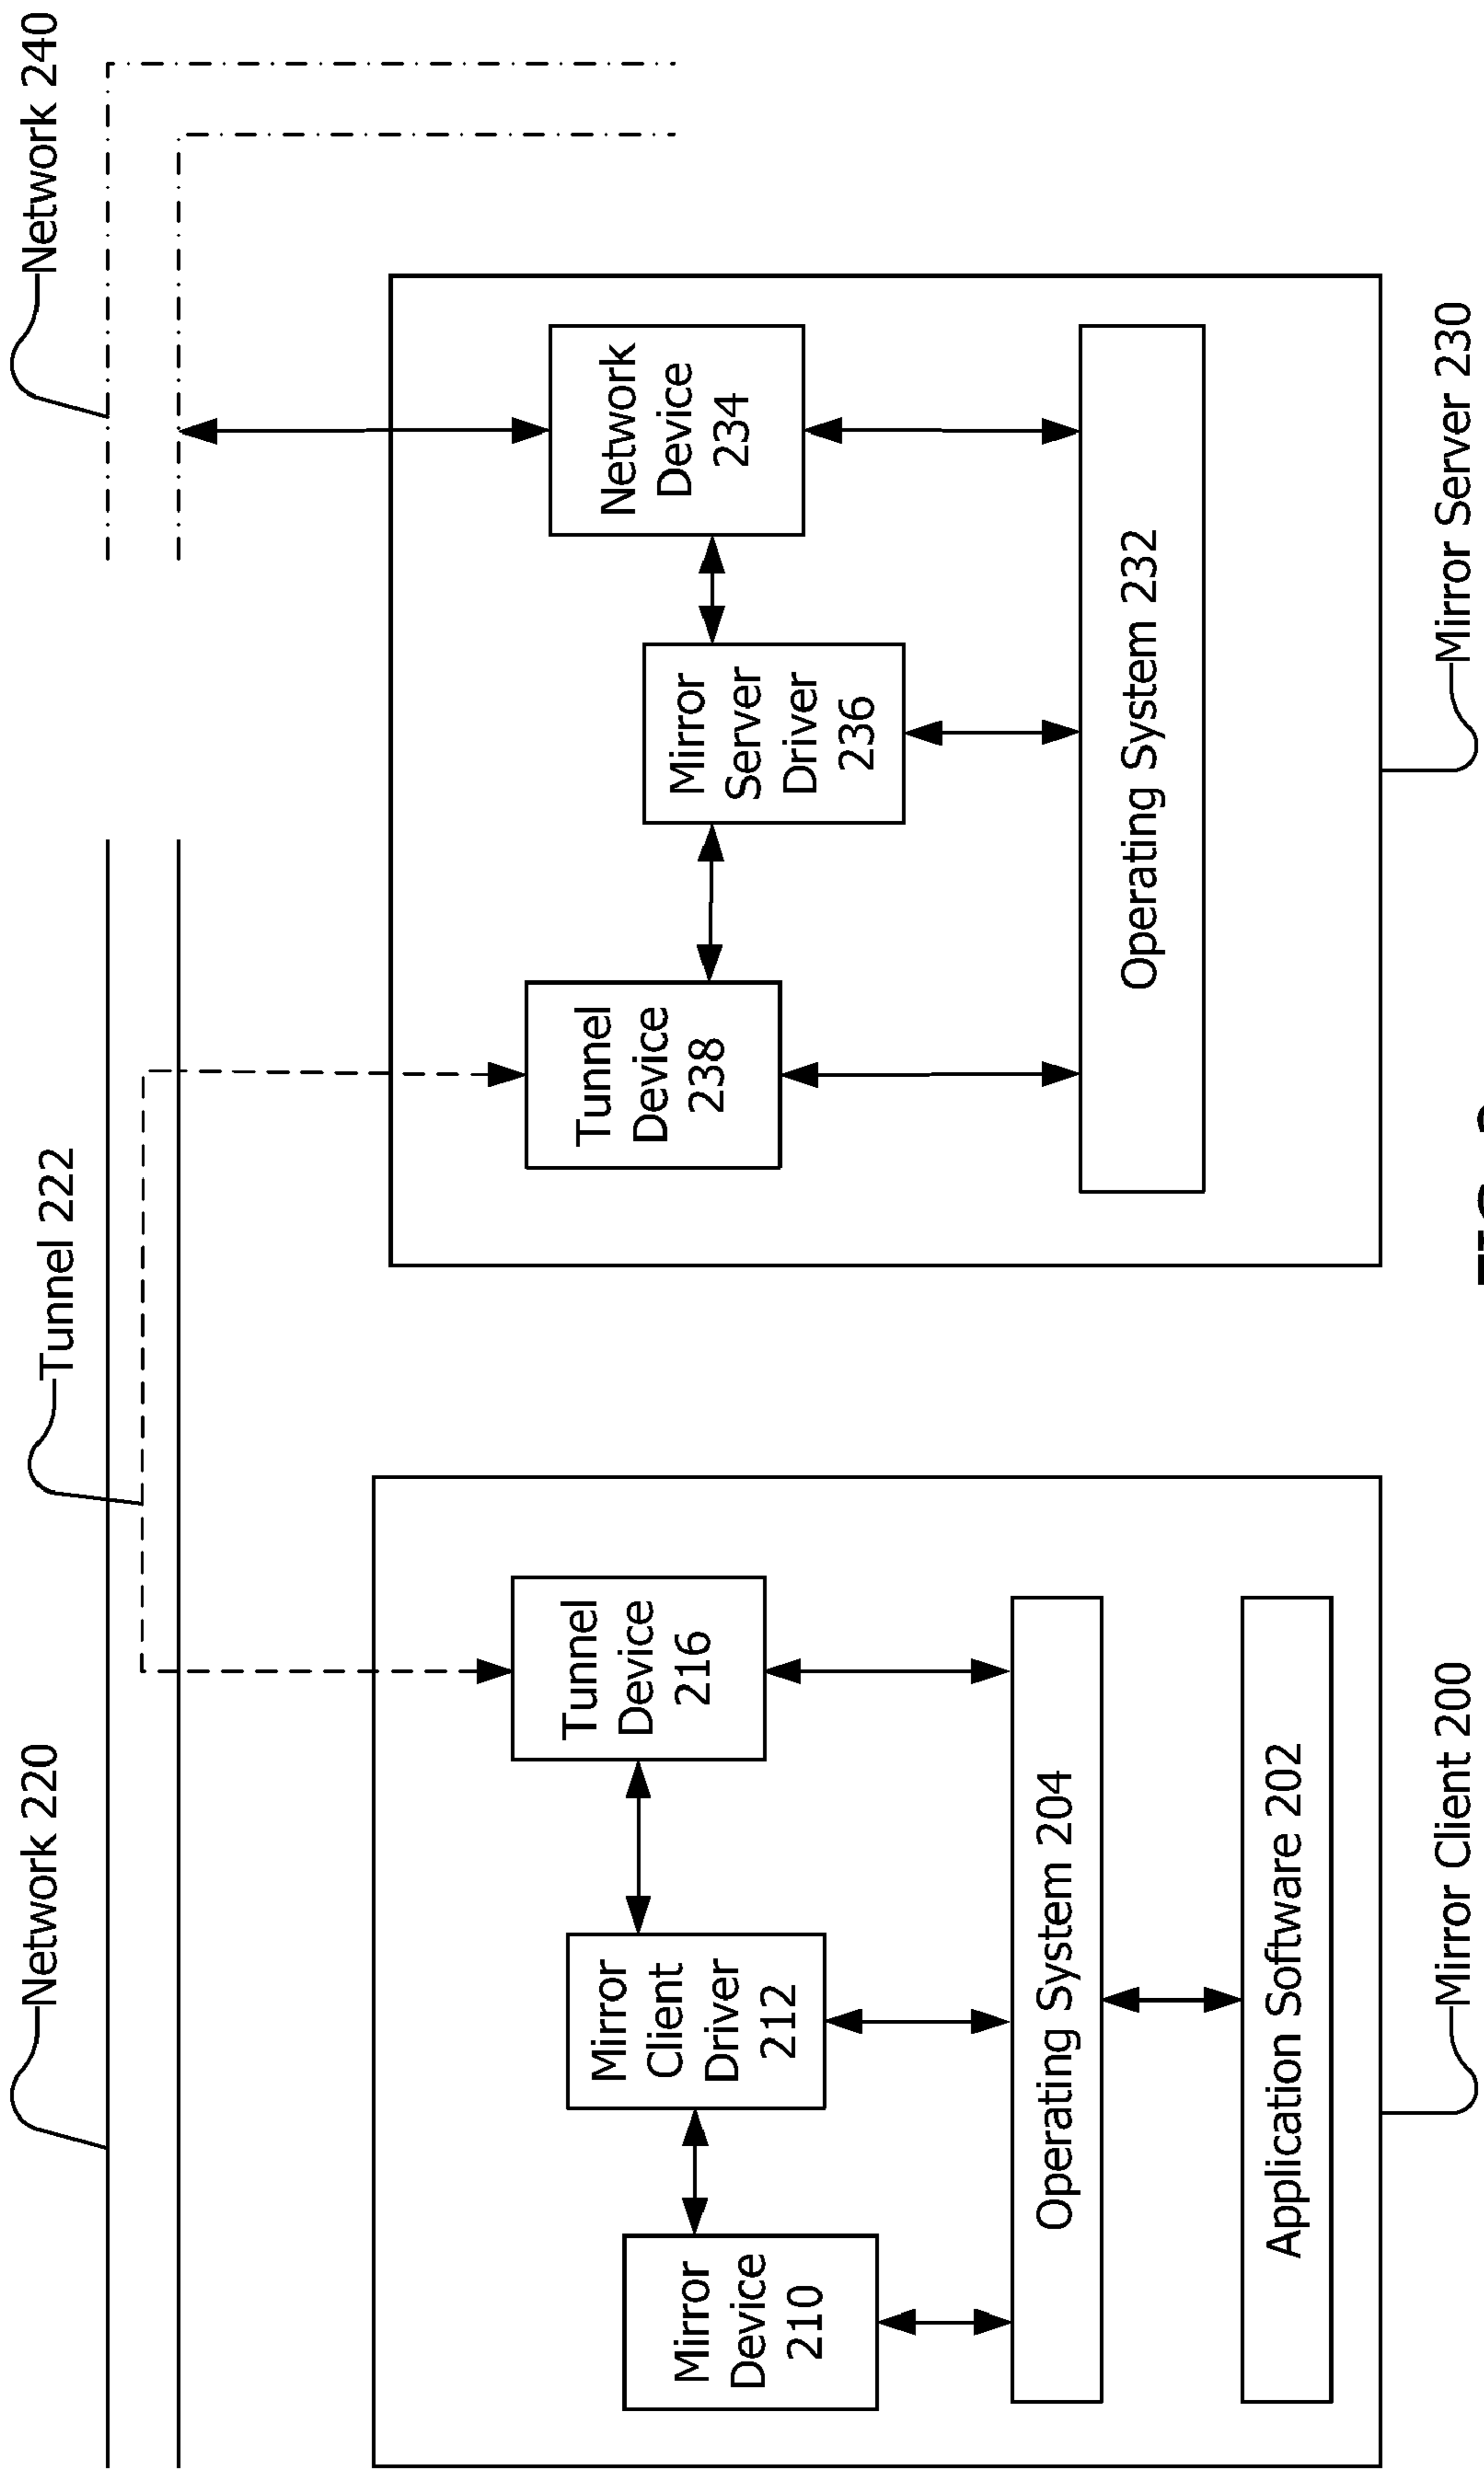 Network 220
Tunnel 222
Network 240
Mirror
Device
210
Mirror
Client
Driver
212
Tunnel
Device
216
Operating System 204
Application Software 202
Mirror Client 200
Tunnel
Device
238
Mirror
Server
Driver
236
Network
Device
234
Operating System 232
Mirror Server 230